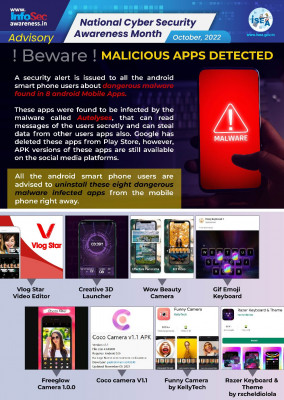 www.
InfoSec
awareness.in
National Cyber Security
Awareness Month
Advisory
October, 2022
ISEA
www.isea.gov.in
! Beware ! MALICIOUS APPS DETECTED
A security alert is issued to all the android
smart phone users about dangerous malware
found in 8 android Mobile Apps.
These apps were found to be infected by the
malware called Autolycos, that can read
messages of the users secretly and can steal
data from other users apps also. Google has
deleted these apps from Play Store, however,
APK versions of these apps are still available
on the social media platforms.
MALWARE
All the android smart phone users are
advised to uninstall these eight dangerous
malware infected apps from the mobile
phone right away.
Vlog Star
Vlog Star
Video Editor
Creative 3D
Launcher
Wow Beauty
Camera
Gif Emoji
Keyboard
Coco Camera v1.1 APK
Funny Camera
Razer Keyboard & Theme
Freeglow
Camera 1.0.0
Coco camera V1.1
Funny Camera
by KellyTech
Razer Keyboard &
Theme
by rxcheldiolola